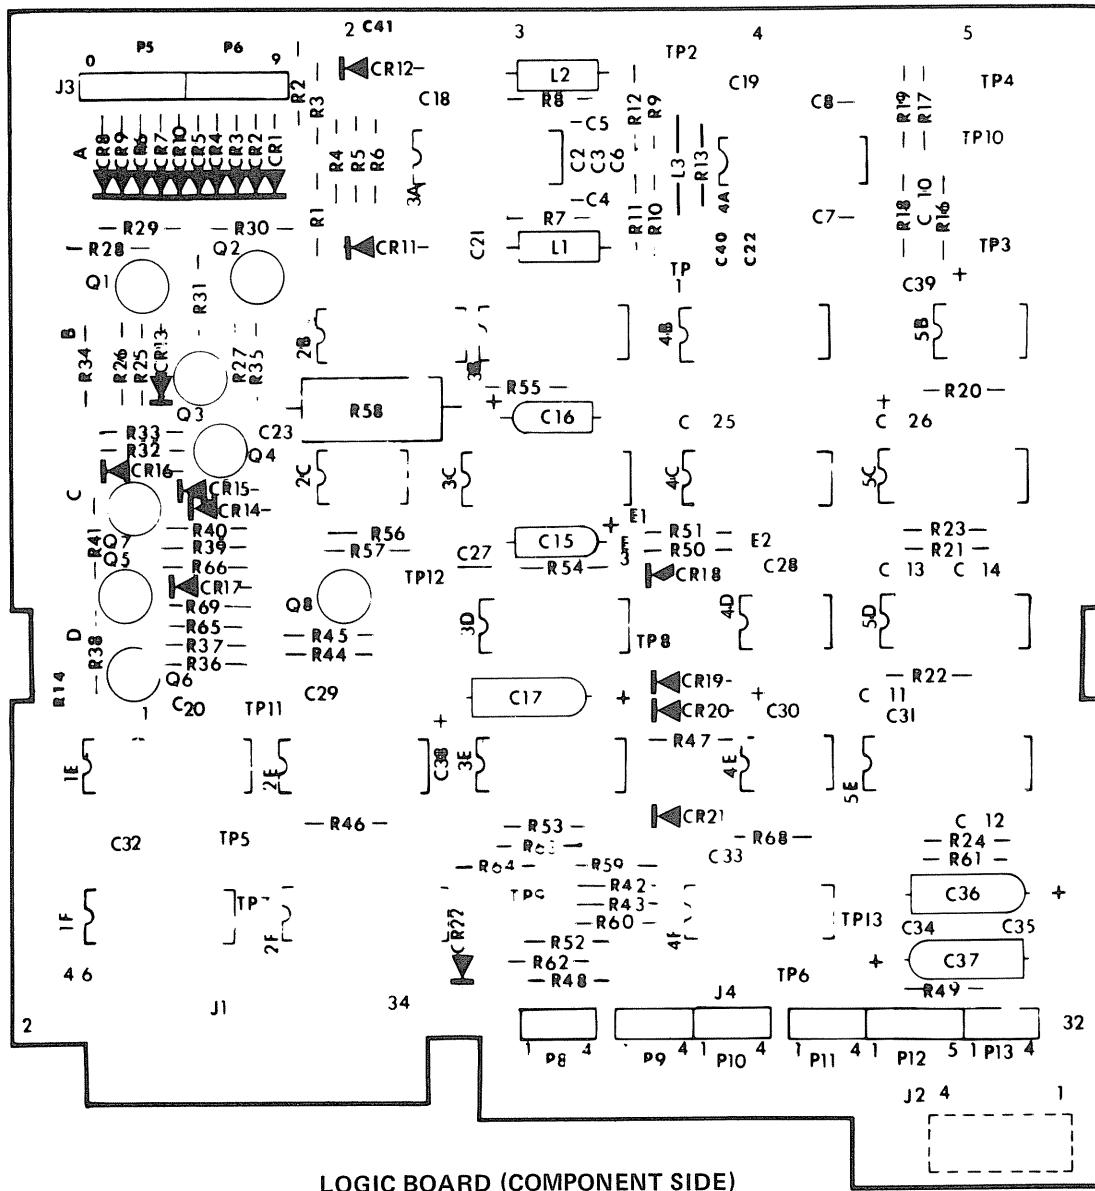 2 C41 3 4 5
0 P5 P6 9
J3
R2 R3
CR12
C18
L2
R8
R12 R9
TP2
C19
C8
R19 R17
TP4
A
CR8 CR9 R6 CR7 CR10 CR5 CR4 CR3 CR2 CR1
R4 R5 R6
3A
C5
C2 C3 C6
L3 R13
4A
TP10
C4
R1
R7
R11 R10
C7
R18 C 10 R16
R29 R30
R28 Q2
CR11
C21
L1
C40 C22
TP3
Q1
R31
TP
1
C39 +
B
R34 R26 R25 CR13 R27 R35
2B
4B
5B
Q3
R58
R55
+ C16
R20
+
C 25
C 26
R33
R32
C23
Q4
CR16
C
CR15
CR14
2C
3C
4C
5C
Q7
R41
R40
R39
Q5
R66
R56
R57
C27
C15
+ E1
E
3
R54
R51
R50
E2
R23
R21
CR18
C28
C 13 C 14
CR17
TP12
R69
Q8
R65
D
R38
R37
R36
R45
R44
3D
TP8
4D
5D
R14
Q6
C20
1
TP11
C29
C17 +
CR19
CR20
+
C30
R22
C 11
C31
+
C38
R47
1E
2E
3E
4E
5E
CR21
R46
R53
R63
R68
C 12
C32
TP5
R64
R59
C33
R24
R61
R42
R43
R60
C36 +
1F
TP7
2F
CR22
TP9
4F
TP13
C34 C35
R52
R62
R48
+ C37
4 6
TP6
R49
J1
34
J4
2
32
1 4 4 1 4 1 4 1 5 4
P8 P9 P10 P11 P12 P13
J2 4 1
LOGIC BOARD (COMPONENT SIDE)